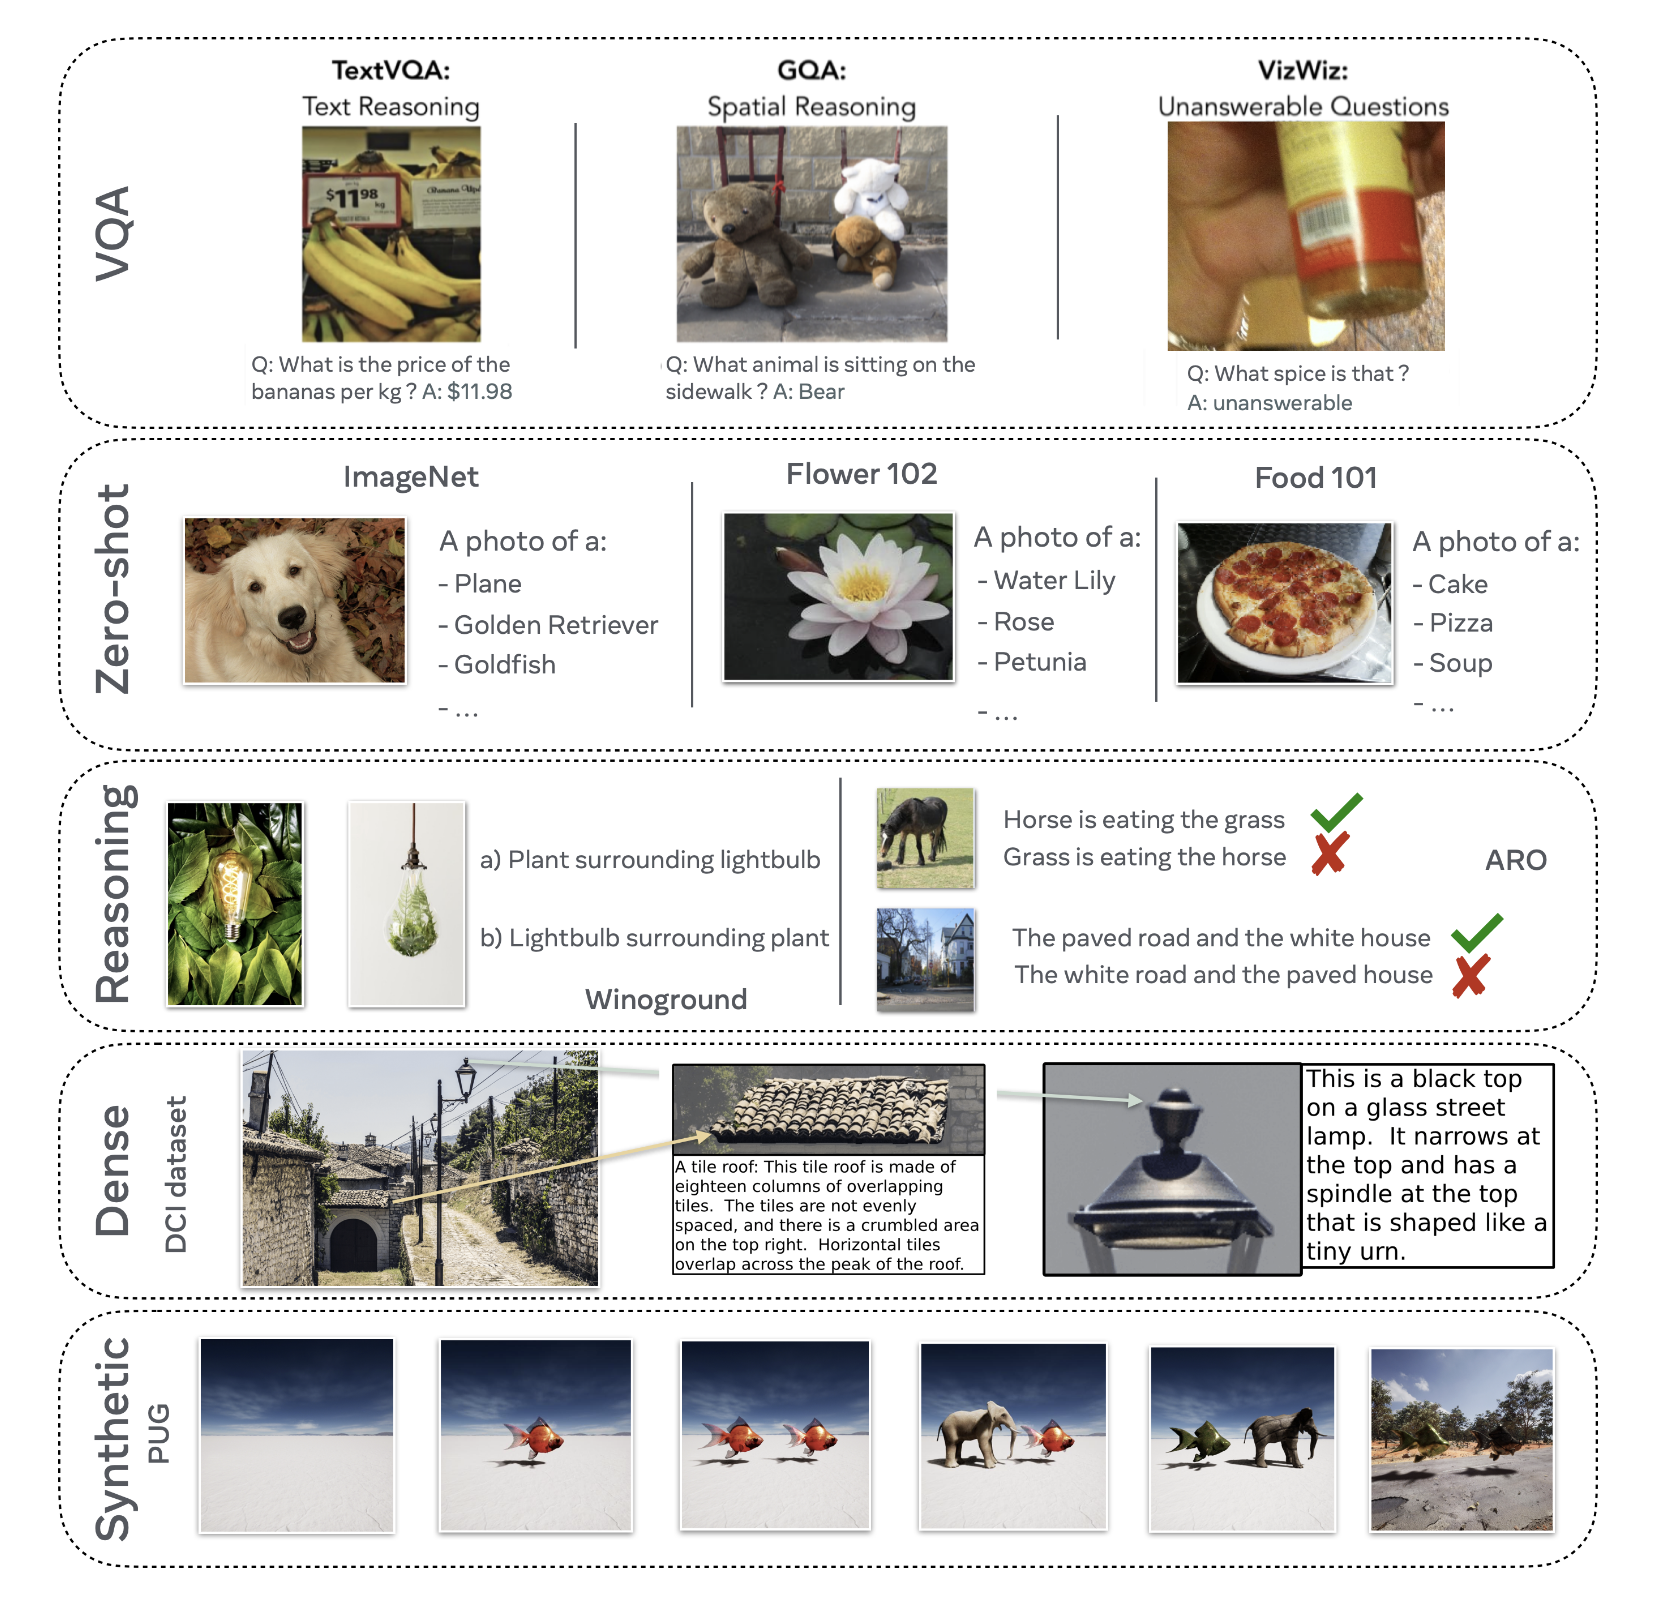 VQA
TextVQA:
Text Reasoning
$11.98
kg
Q: What is the price of the
bananas per kg ? A: $11.98
GQA:
Spatial Reasoning
Q: What animal is sitting on the
sidewalk ? A: Bear
VizWiz:
Unanswerable Questions
Q: What spice is that ?
A: unanswerable
Zero-shot
ImageNet
A photo of a:
- Plane
- Golden Retriever
- Goldfish
- ...
Flower 102
A photo of a:
- Water Lily
- Rose
- Petunia
- ...
Food 101
A photo of a:
- Cake
- Pizza
- Soup
- ...
Reasoning
a) Plant surrounding lightbulb
b) Lightbulb surrounding plant
Winoground
Horse is eating the grass
Grass is eating the horse
ARO
The paved road and the white house
The white road and the paved house
Dense
DCI dataset
A tile roof: This tile roof is made of
eighteen columns of overlapping
tiles.  The tiles are not evenly
spaced, and there is a crumbled area
on the top right.  Horizontal tiles
overlap across the peak of the roof.
This is a black top
on a glass street
lamp.  It narrows at
the top and has a
spindle at the top
that is shaped like a
tiny urn.
Synthetic
PUG